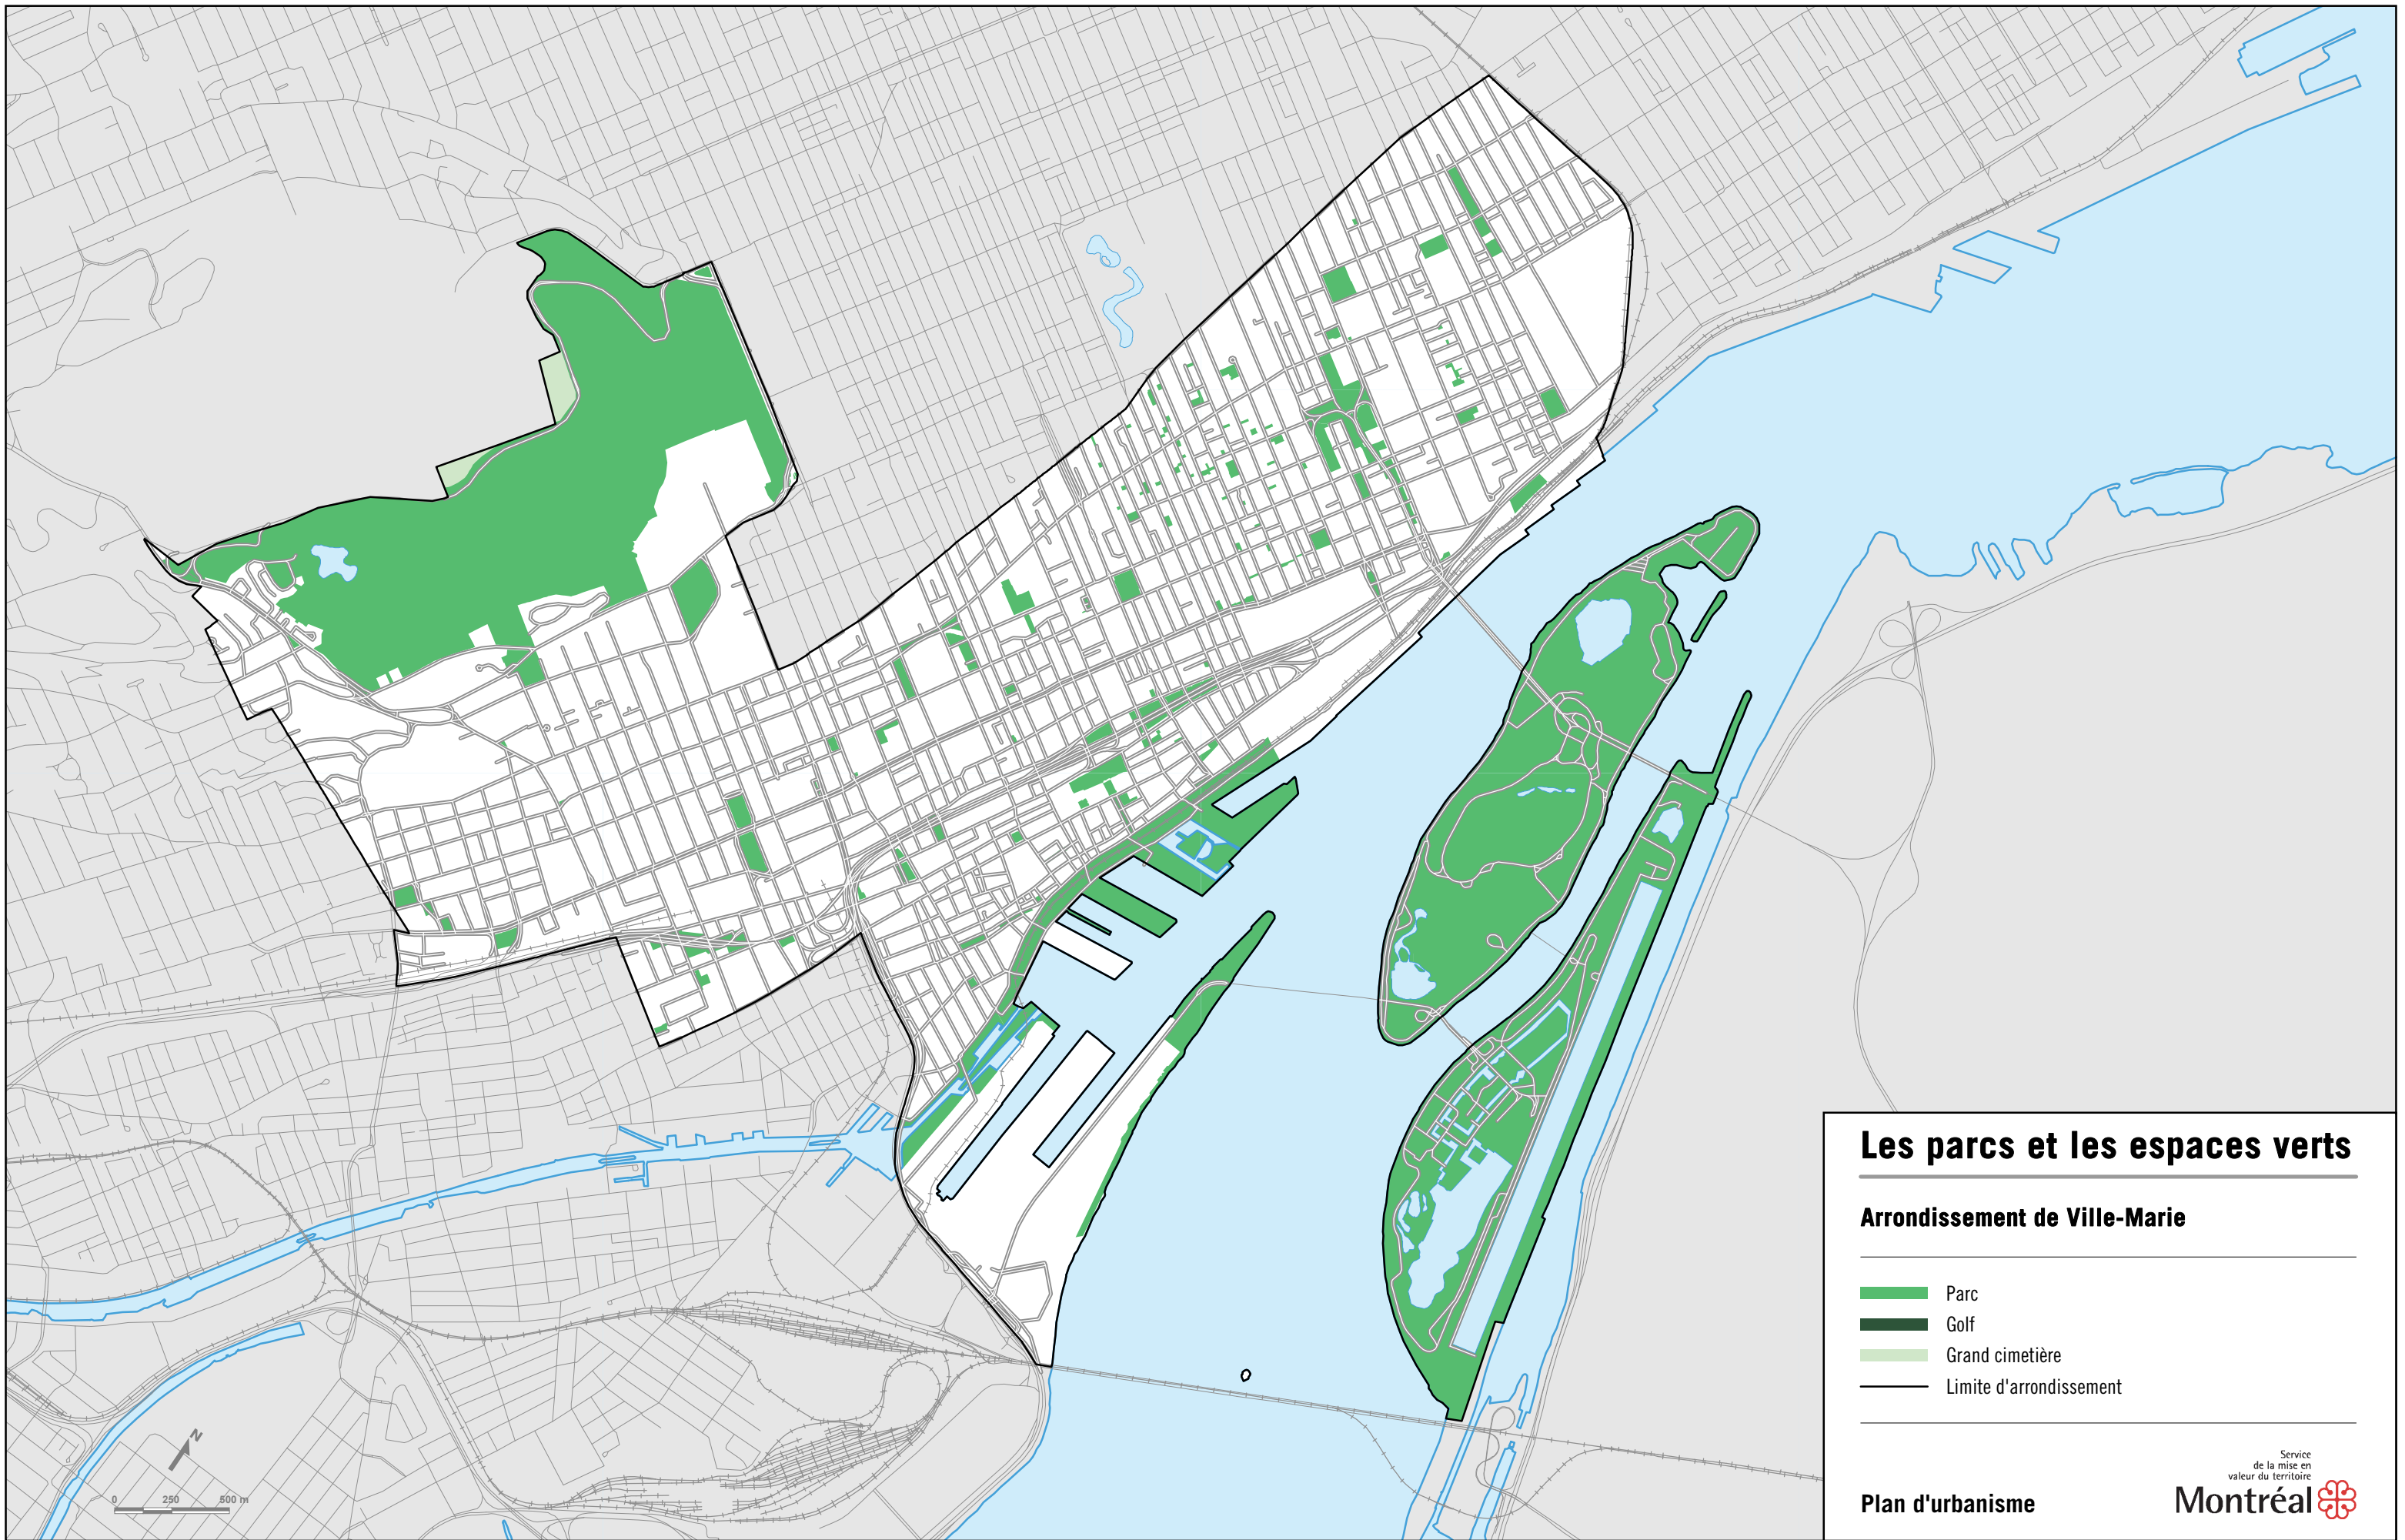 Les parcs et les espaces verts
Arrondissement de Ville-Marie
Parc
Golf
Grand cimetière
Limite d'arrondissement
Service
de la mise en
valeur du territoire
Plan d'urbanisme
Montréal
N
0 250 500 m